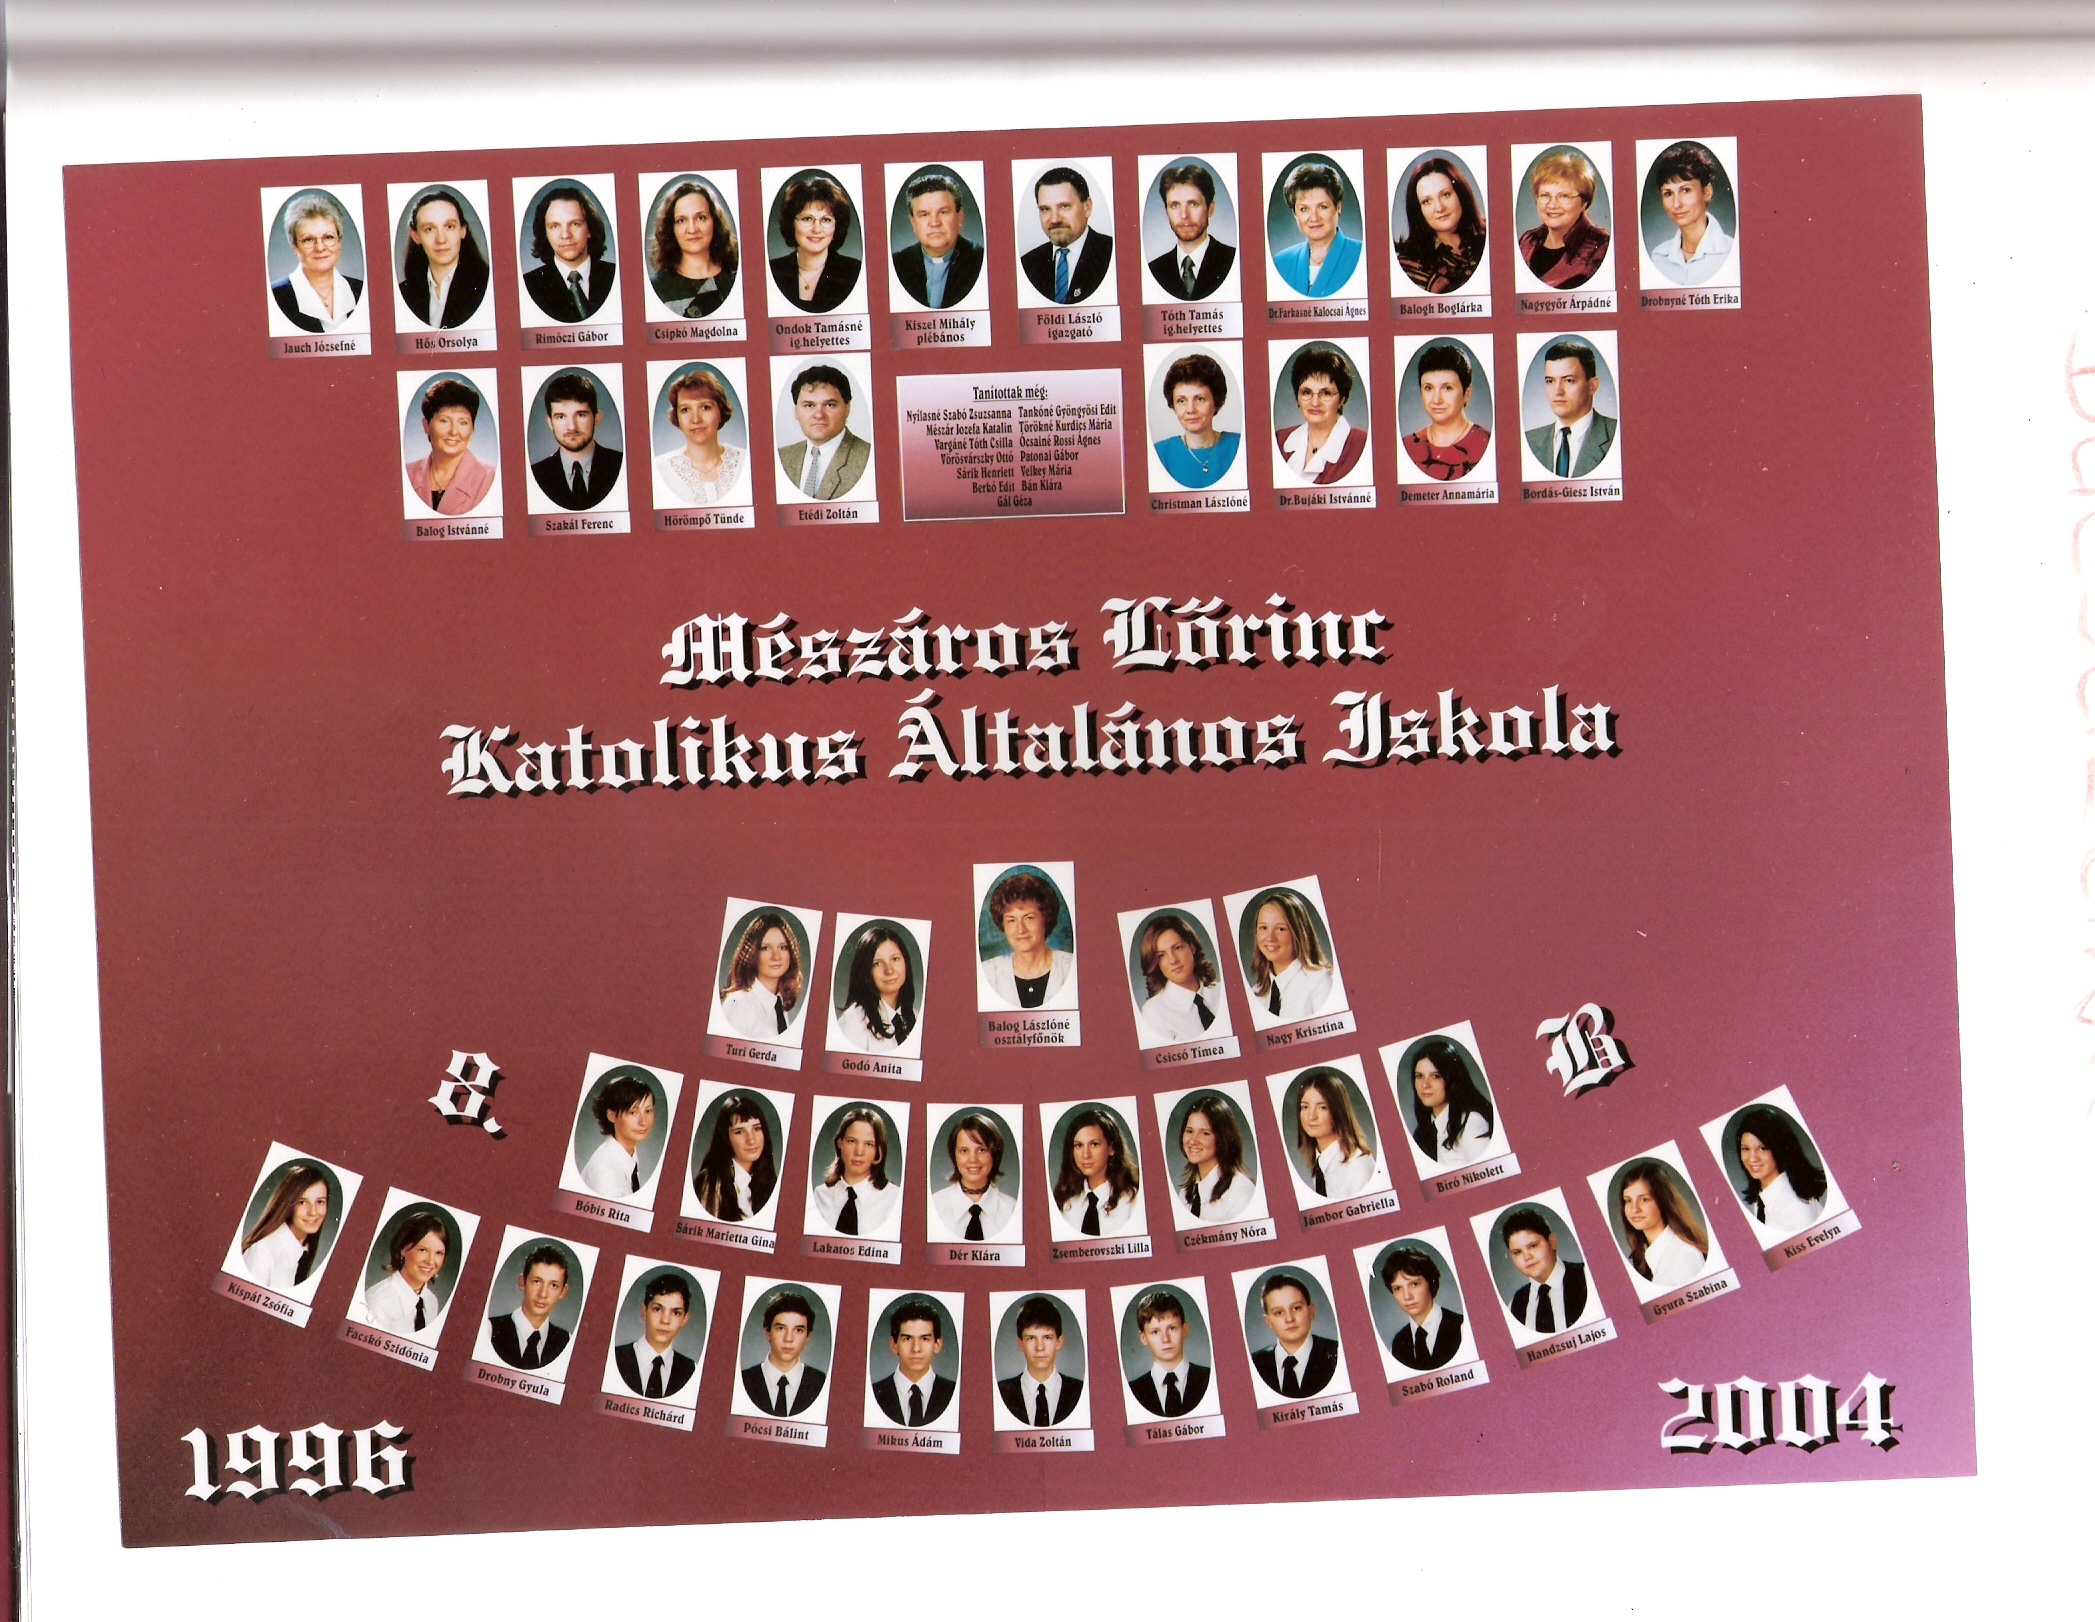 Jauch Józsefné
Hős Orsolya
Rimóczi Gábor
Csipkó Magdolna
Ondok Tamásné
ig.helyettes
Kiszel Mihály
plébános
Földi László
igazgató
Tóth Tamás
ig.helyettes
Dr.Farkasné Kalocsai Ágnes
Balogh Boglárka
Nagygyőr Árpádné
Drobnyné Tóth Erika
Balog Istvánné
Szakál Ferenc
Hörömpő Tünde
Etédi Zoltán
Tanítottak még:
Nyilasné Szabó Zsuzsanna Tankóné Gyöngyösi Edit
Mészár Jozefa Katalin Törökné Kurdics Mária
Vargáné Tóth Csilla Ocsainé Rossi Ágnes
Vörösvárszky Ottó Patonai Gábor
Sárik Henriett Velkey Mária
Berkó Edit Bán Klára
Gál Géza
Christman Lászlóné
Dr.Bujáki Istvánné
Demeter Annamária
Bordás-Giesz István
Mészáros Lőrinc
Katolikus Általános Iskola
Turi Gerda
Godó Anita
Balog Lászlóné
osztályfőnök
Csicsó Tímea
Nagy Krisztina
8.
B
Bóbis Rita
Sárik Marietta Gina
Lakatos Edina
Dér Klára
Zsemberovszki Lilla
Czékmány Nóra
Jámbor Gabriella
Bíró Nikolett
Kispál Zsófia
Facskó Szidónia
Drobny Gyula
Radics Richárd
Pócsi Bálint
Mikus Ádám
Vida Zoltán
Tálas Gábor
Király Tamás
Szabó Roland
Handzsuj Lajos
Gyura Szabina
Kiss Evelyn
1996
2004